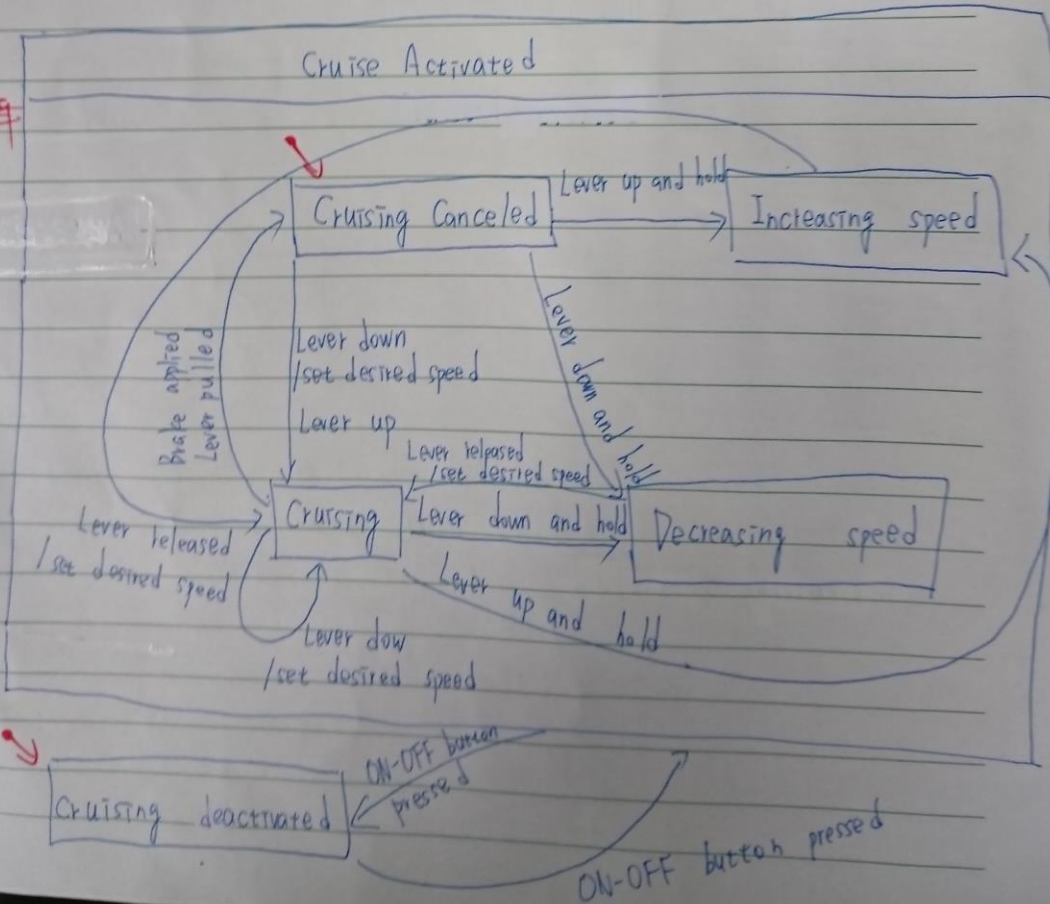 Cruise Activated
Lever up and hold
Cruising Canceled
Increasing speed
Lever down
/set desired speed
Lever up
Lever down and hold
Brake applied
Lever pulled
Lever released
/set desired speed
Cruising
Lever down and hold
Decreasing speed
Lever released
/set desired speed
Lever up and hold
Lever dow
/set desired speed
ON-OFF button
pressed
Cruising deactivated
ON-OFF button pressed